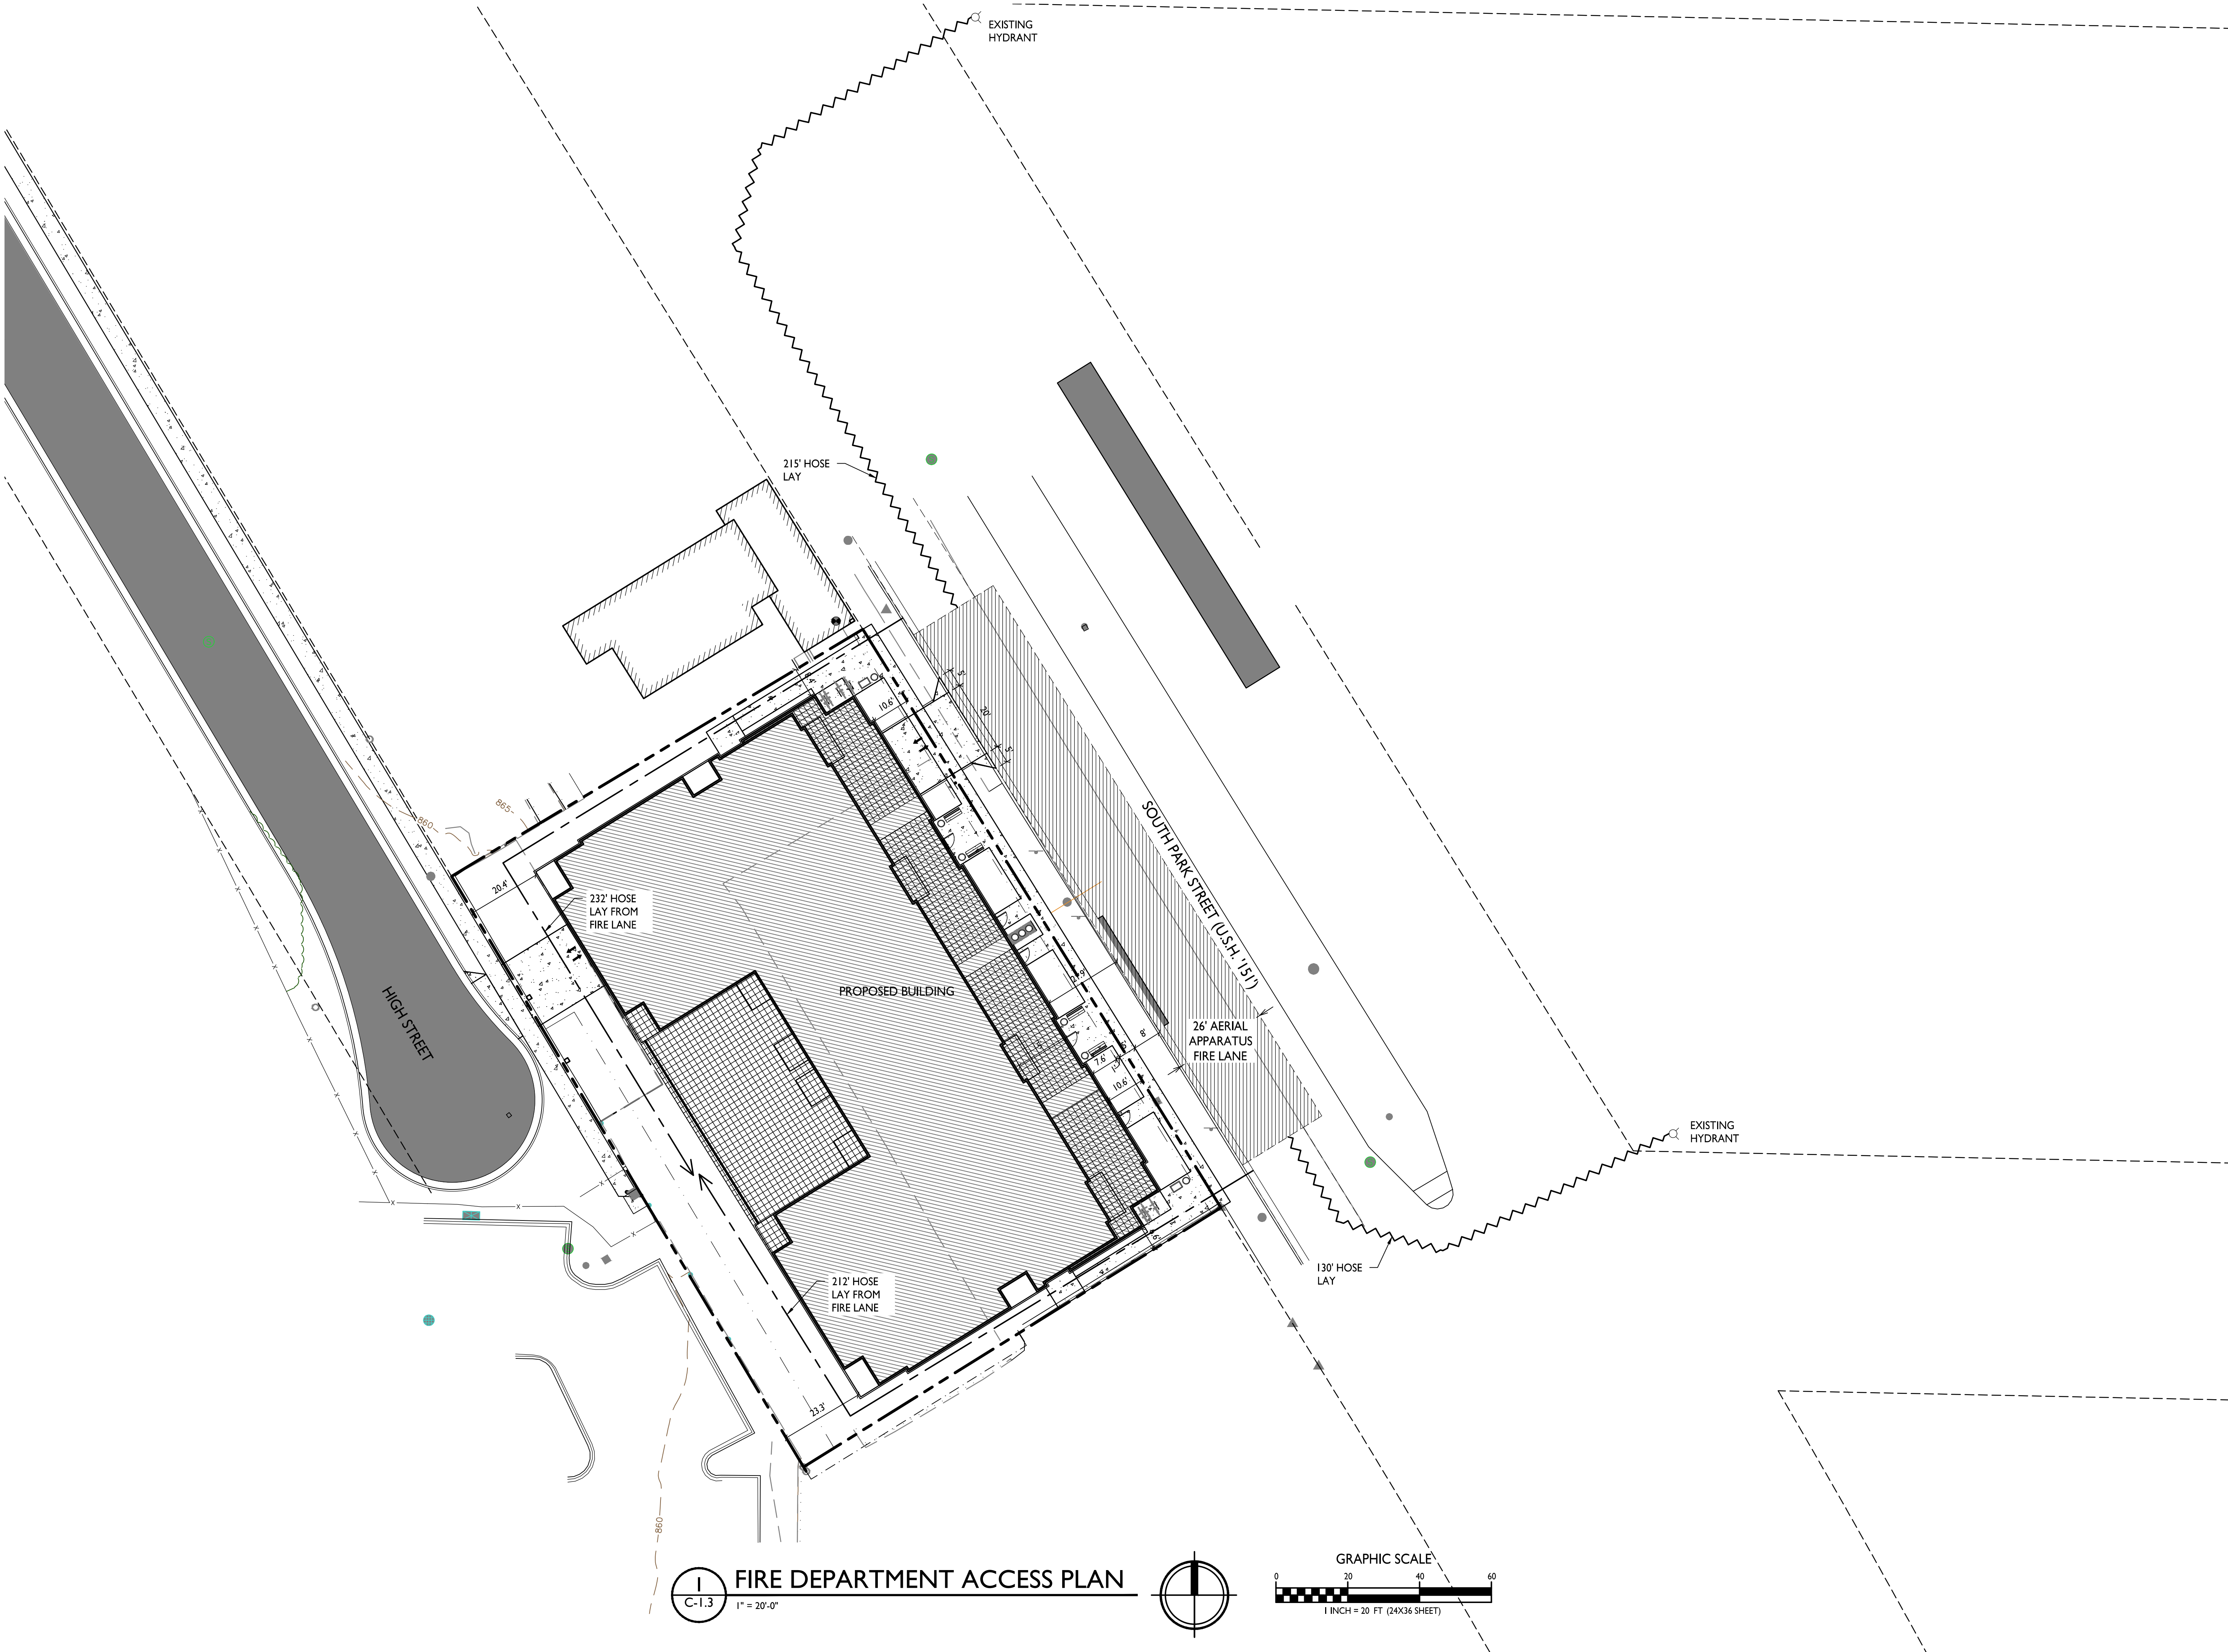 EXISTING
HYDRANT
215' HOSE
LAY
5'
20'
5'
10.6'
865
860
20.4'
232' HOSE
LAY FROM
FIRE LANE
PROPOSED BUILDING
SOUTH PARK STREET (U.S.H. '151')
HIGH STREET
26' AERIAL
APPARATUS
FIRE LANE
8'
7.6'
10.6'
EXISTING
HYDRANT
130' HOSE
LAY
212' HOSE
LAY FROM
FIRE LANE
23.3'
860
1
C-1.3
FIRE DEPARTMENT ACCESS PLAN
1" = 20'-0"
GRAPHIC SCALE
0 20 40 60
1 INCH = 20 FT (24X36 SHEET)